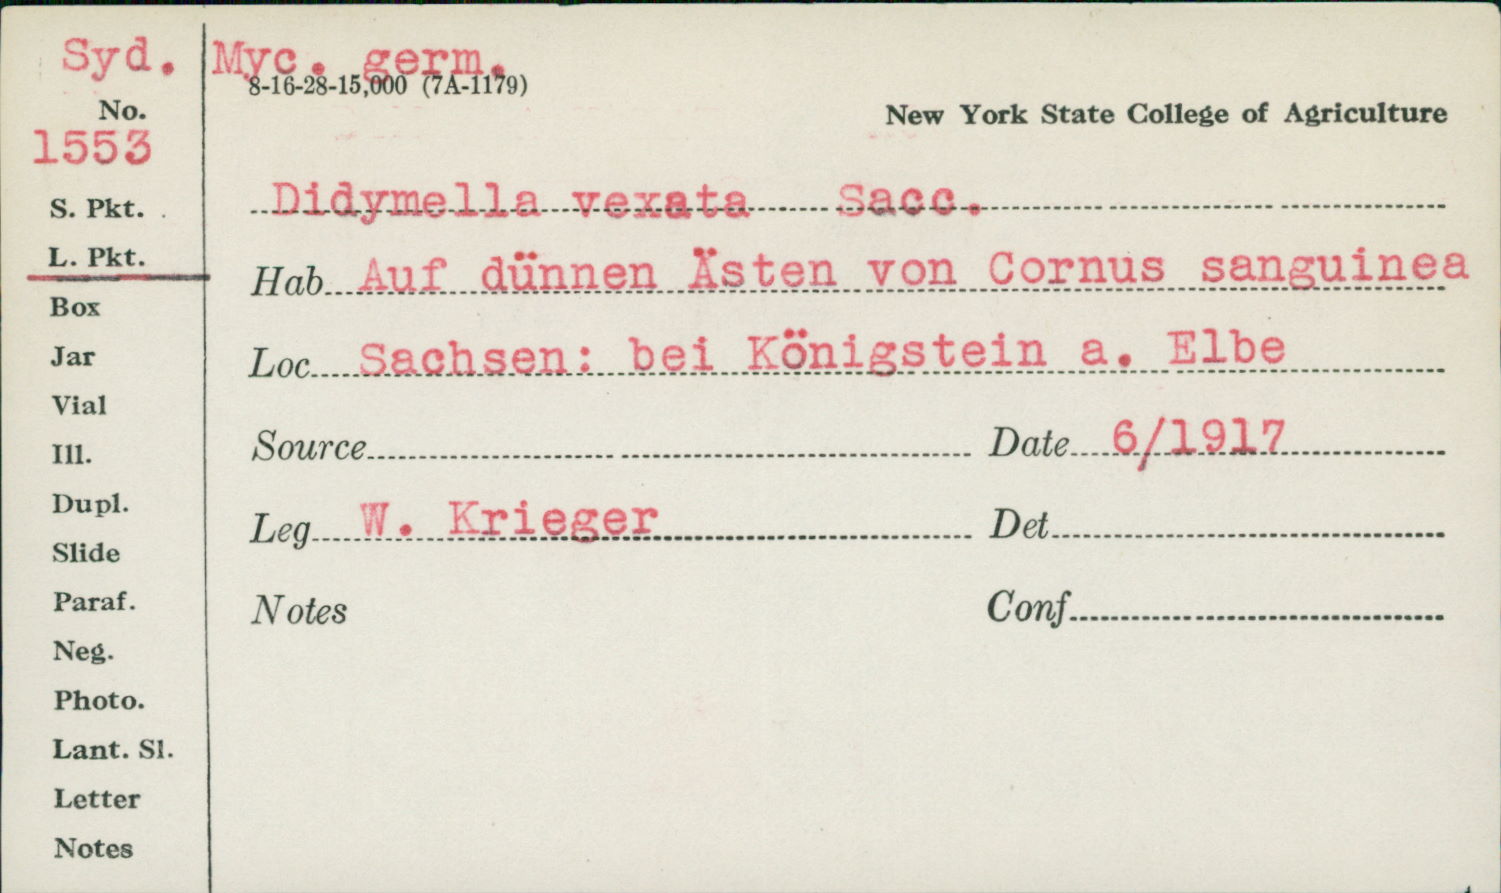 Syd. Myc. germ.
8-16-28-15,000 (7A-1179)
No.
New York State College of Agriculture
1553
S. Pkt.
Didymella vexata Sacc.
L. Pkt.
Hab Auf dünnen Ästen von Cornus sanguinea
Box
Jar
Loc Sachsen: bei Königstein a. Elbe
Vial
Ill.
Source Date 6/1917
Dupl.
Leg W. Krieger Det
Slide
Paraf.
Notes Conf
Neg.
Photo.
Lant. Sl.
Letter
Notes